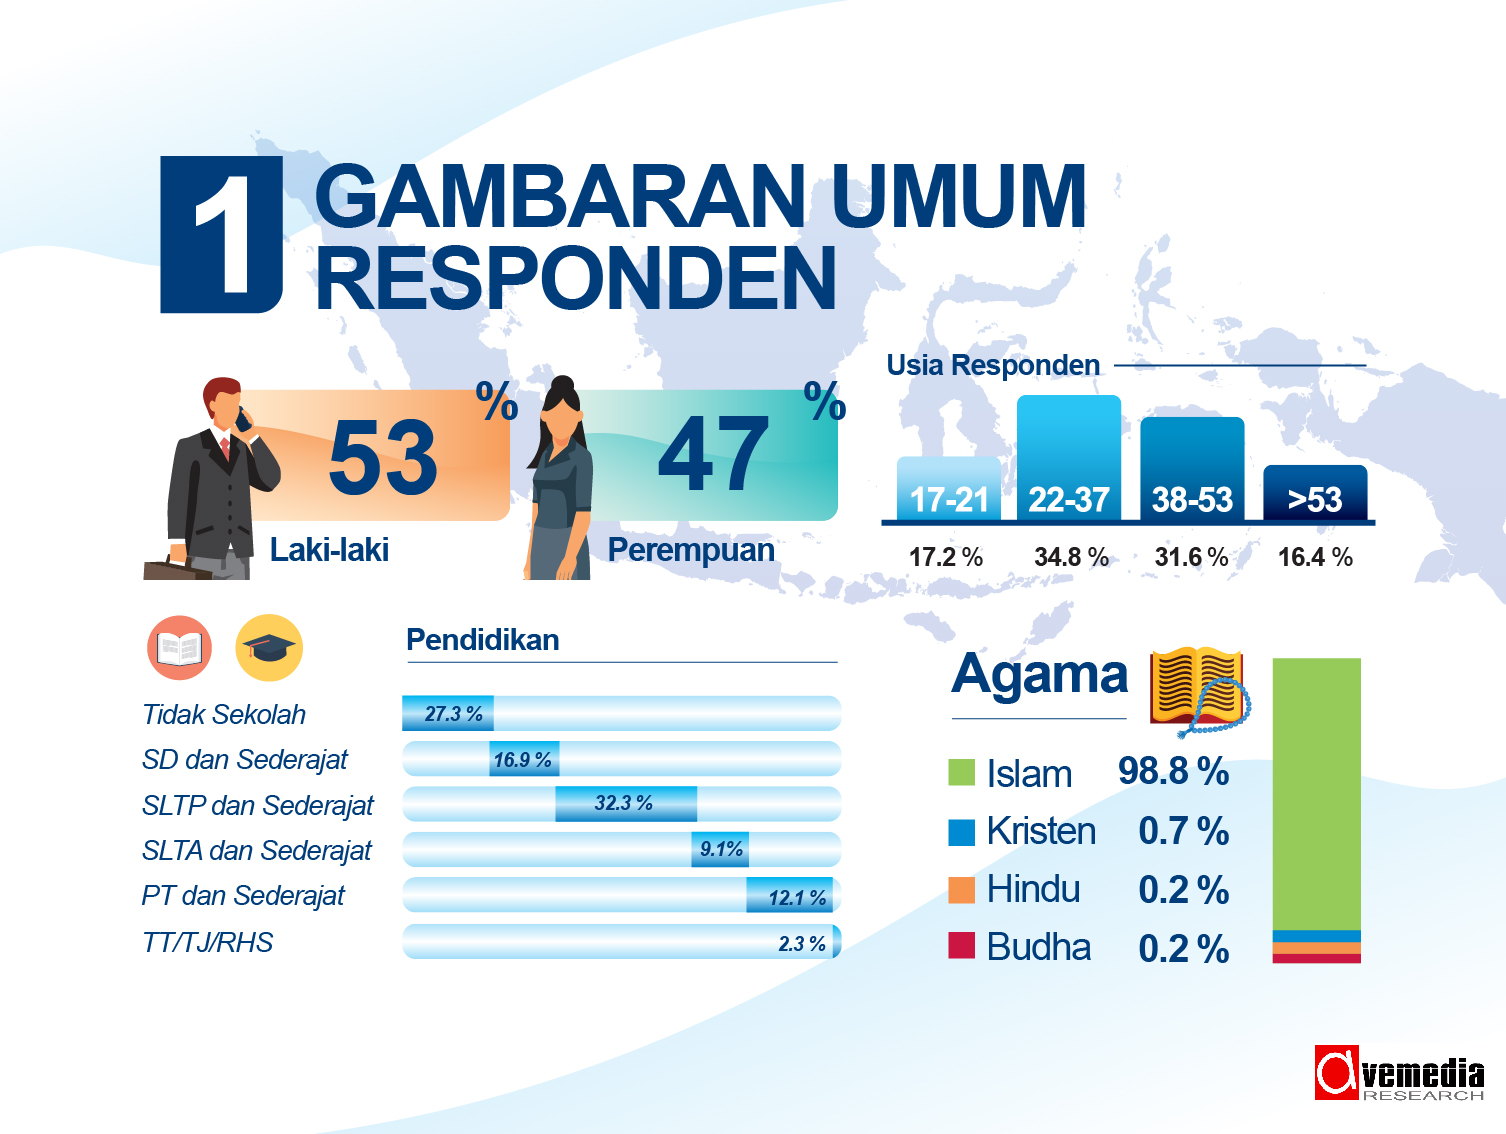 1
GAMBARAN UMUM
RESPONDEN
53 %
Laki-laki
47 %
Perempuan
Usia Responden
17-21 22-37 38-53 >53
17.2 % 34.8 % 31.6 % 16.4 %
Pendidikan
Tidak Sekolah 27.3 %
SD dan Sederajat 16.9 %
SLTP dan Sederajat 32.3 %
SLTA dan Sederajat 9.1%
PT dan Sederajat 12.1 %
TT/TJ/RHS 2.3 %
Agama
Islam 98.8 %
Kristen 0.7 %
Hindu 0.2 %
Budha 0.2 %
avemedia
RESEARCH